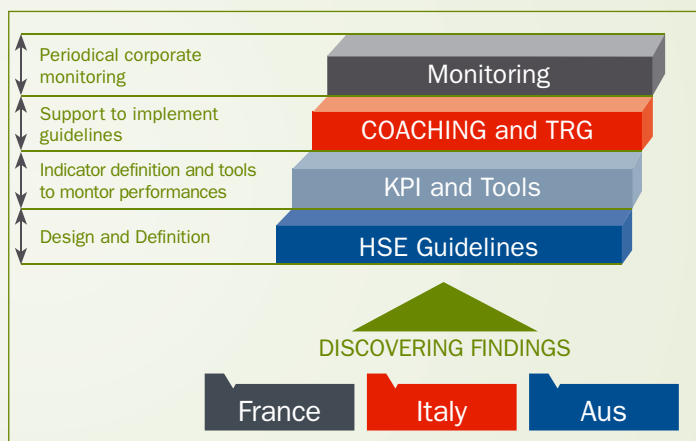 Periodical corporate
monitoring
Monitoring
Support to implement
guidelines
COACHING and TRG
Indicator definition and tools
to montor performances
KPI and Tools
Design and Definition
HSE Guidelines
DISCOVERING FINDINGS
France
Italy
Aus